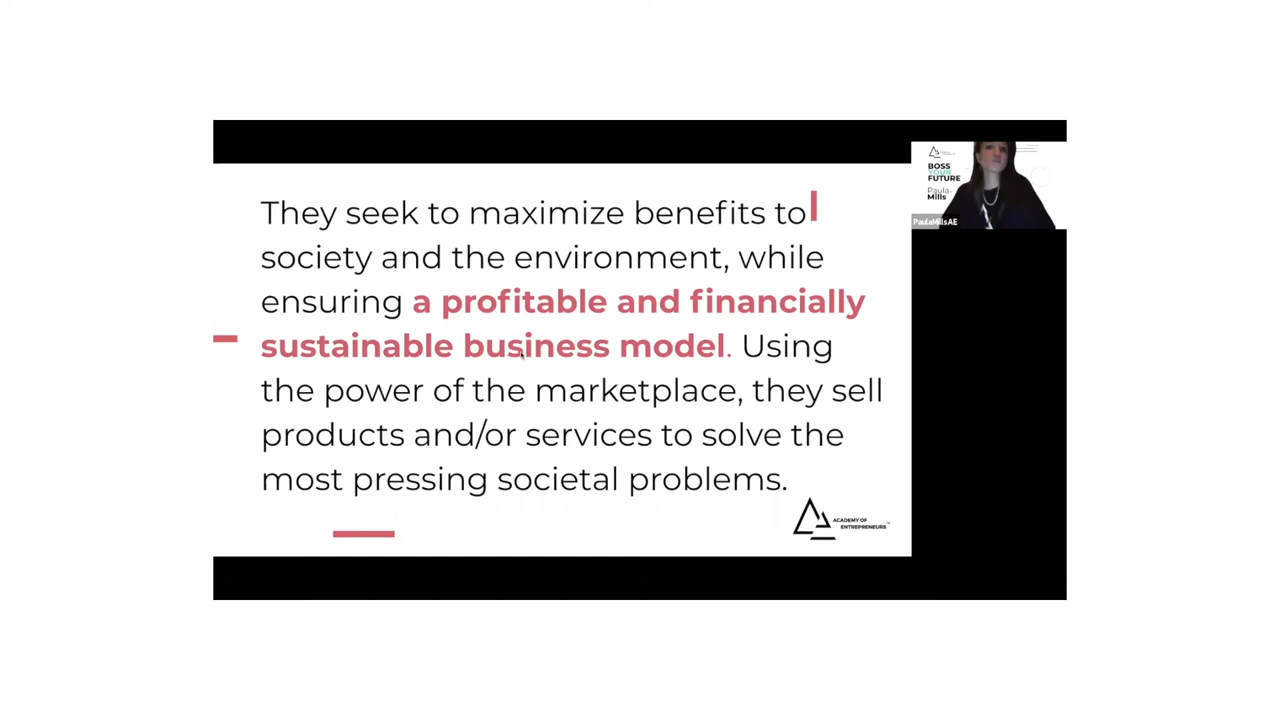 They seek to maximize benefits to
society and the environment, while
ensuring a profitable and financially
sustainable business model. Using
the power of the marketplace, they sell
products and/or services to solve the
most pressing societal problems.
ACADEMY OF
ENTREPRENEURS
BOSS
YOUR
FUTURE
Paula
Mills
PaulaMillsAE